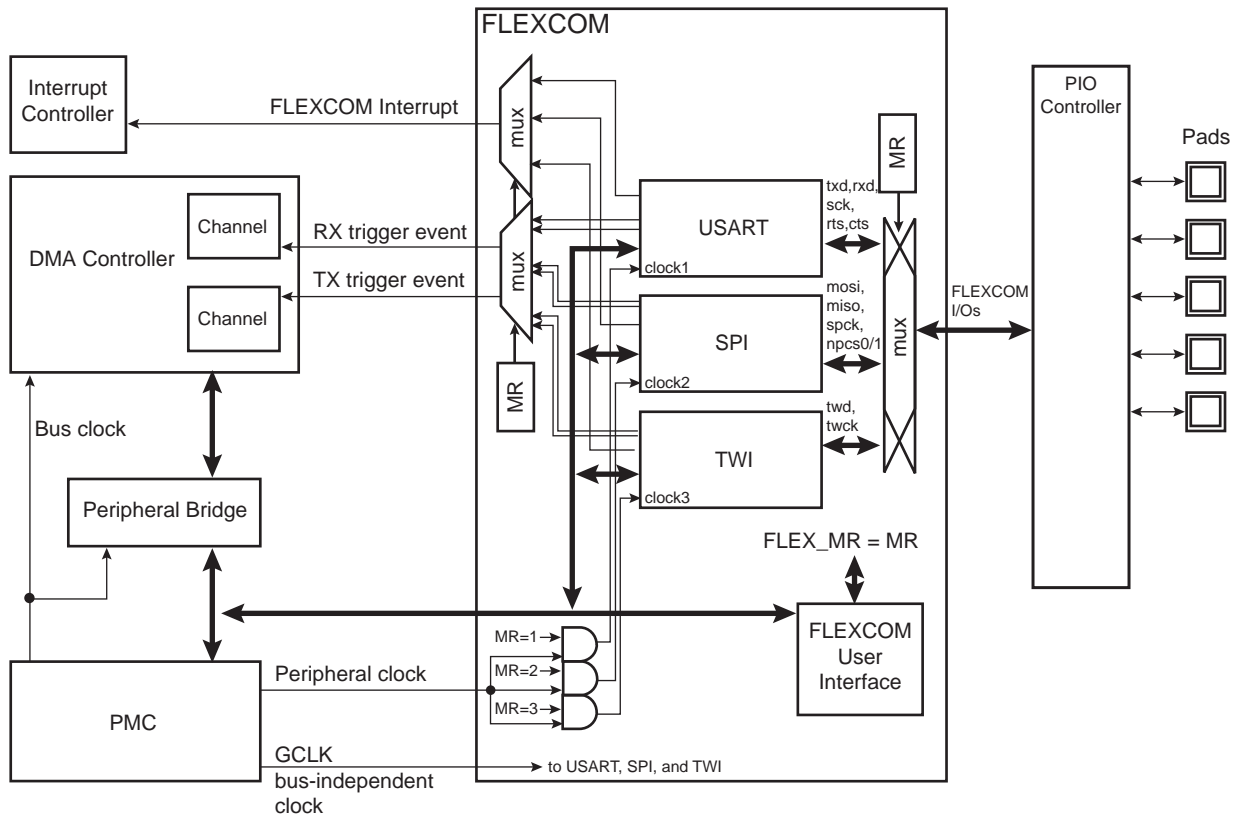 FLEXCOM
Interrupt
Controller
FLEXCOM Interrupt
mux
PIO
Controller
Pads
MR
DMA Controller
Channel
Channel
RX trigger event
TX trigger event
mux
MR
USART
clock1
txd,rxd,
sck,
rts,cts
SPI
clock2
mosi,
miso,
spck,
npcs0/1
TWI
clock3
twd,
twck
mux
FLEXCOM
I/Os
Bus clock
Peripheral Bridge
FLEX_MR = MR
FLEXCOM
User
Interface
MR=1
MR=2
MR=3
Peripheral clock
PMC
GCLK
bus-independent
clock
to USART, SPI, and TWI